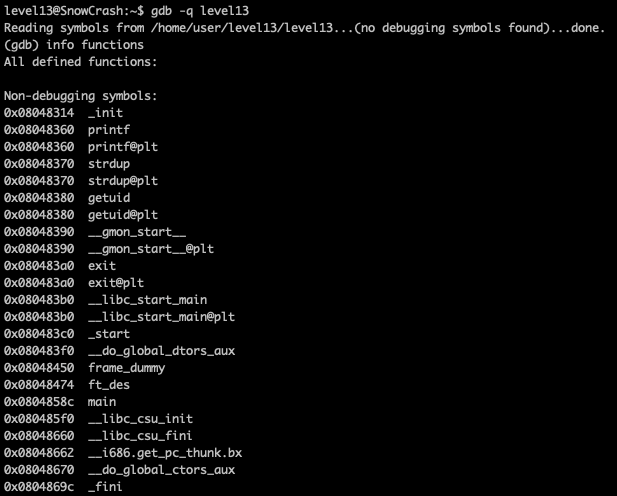 level13@SnowCrash:~$ gdb -q level13
Reading symbols from /home/user/level13/level13...(no debugging symbols found)...done.
(gdb) info functions
All defined functions:

Non-debugging symbols:
0x08048314  _init
0x08048360  printf
0x08048360  printf@plt
0x08048370  strdup
0x08048370  strdup@plt
0x08048380  getuid
0x08048380  getuid@plt
0x08048390  __gmon_start__
0x08048390  __gmon_start__@plt
0x080483a0  exit
0x080483a0  exit@plt
0x080483b0  __libc_start_main
0x080483b0  __libc_start_main@plt
0x080483c0  _start
0x080483f0  __do_global_dtors_aux
0x08048450  frame_dummy
0x08048474  ft_des
0x0804858c  main
0x080485f0  __libc_csu_init
0x08048660  __libc_csu_fini
0x08048662  __i686.get_pc_thunk.bx
0x08048670  __do_global_ctors_aux
0x0804869c  _fini